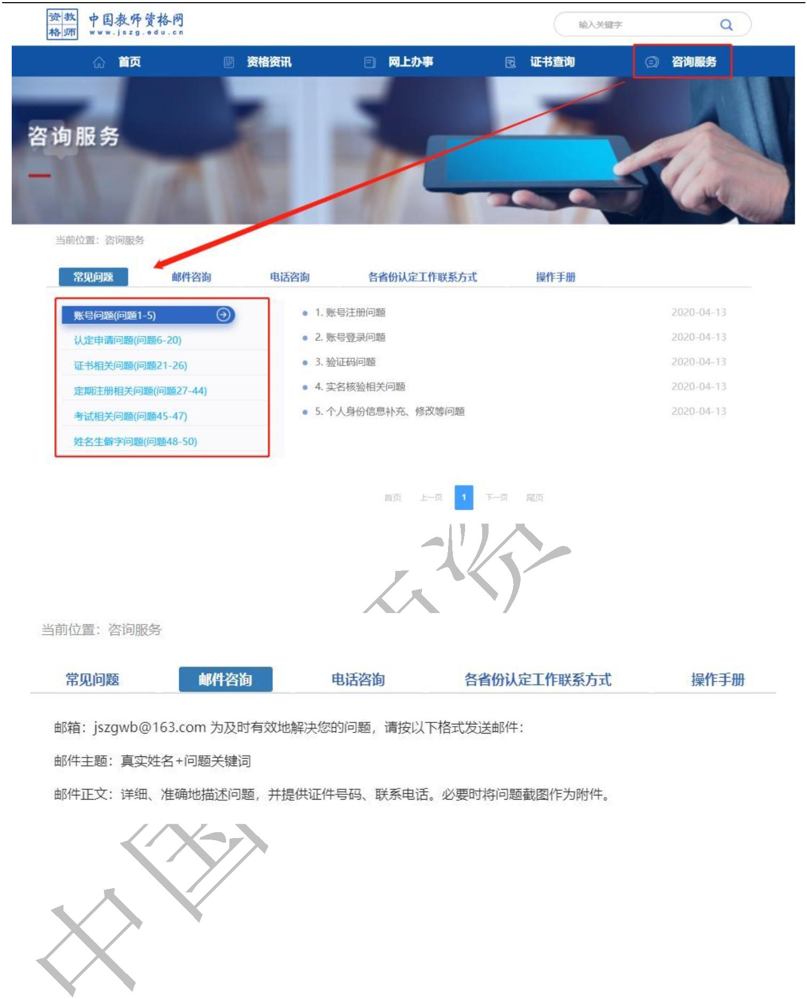 资教
格师
中国教师资格网
www.jszg.edu.cn
输入关键字
首页 资格资讯 网上办事 证书查询 咨询服务
咨询服务
当前位置：咨询服务
常见问题 邮件咨询 电话咨询 各省份认定工作联系方式 操作手册
账号问题(问题1-5)
认定申请问题(问题6-20)
证书相关问题(问题21-26)
定期注册相关问题(问题27-44)
考试相关问题(问题45-47)
姓名生僻字问题(问题48-50)
1. 账号注册问题 2020-04-13
2. 账号登录问题 2020-04-13
3. 验证码问题 2020-04-13
4. 实名核验相关问题 2020-04-13
5. 个人身份信息补充、修改等问题 2020-04-13
首页 上一页 1 下一页 尾页
资
当前位置：咨询服务
常见问题 邮件咨询 电话咨询 各省份认定工作联系方式 操作手册
邮箱：jszgwb@163.com 为及时有效地解决您的问题，请按以下格式发送邮件：
邮件主题：真实姓名+问题关键词
邮件正文：详细、准确地描述问题，并提供证件号码、联系电话。必要时将问题截图作为附件。
中国